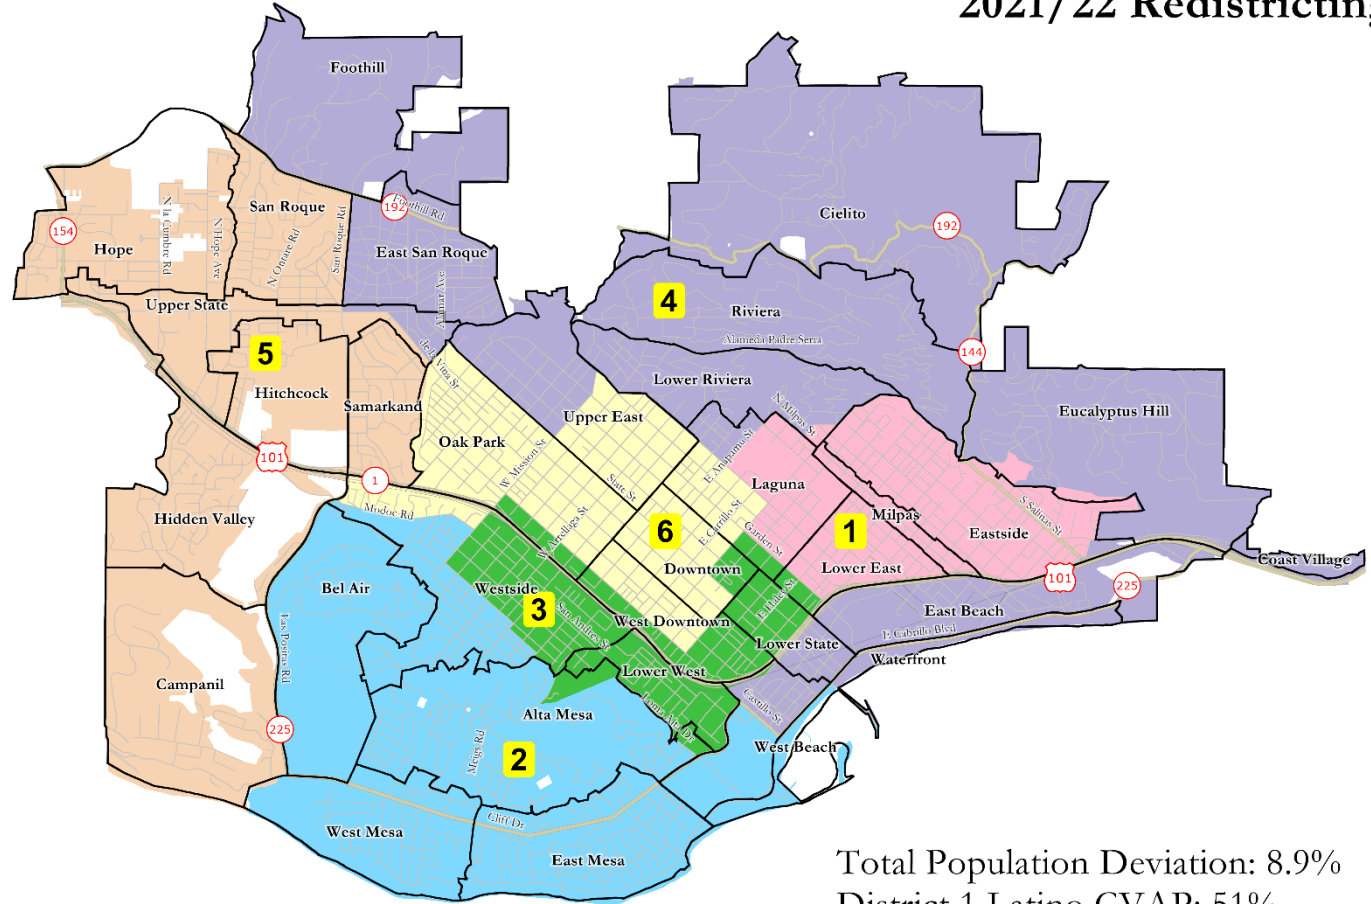 2021/22 Redistricting
Foothill
192
Foothill Rd
San Roque
San Roque Rd
N Ontare Rd
N Hope Ave
N la Cumbre Rd
154
Hope
East San Roque
Alamar Ave
Cielito
192
Upper State
4
Riviera
Alameda Padre Serra
144
de la Vina St
5
Hitchcock
Samarkand
Lower Riviera
N Milpas St
Eucalyptus Hill
Upper East
Oak Park
W. Mission St
State St
E Anapamu St
101
1
Laguna
Modoc Rd
Hidden Valley
W. Arrellaga St
E Carrillo St
Garden St
6
1
Milpas
S Salinas St
Eastside
Downtown
Lower East
Coast Village
101
225
Bel Air
Westside
3
San Andres St
West Downtown
E Haley St
East Beach
E Cabrillo Blvd
Las Positas Rd
Lower State
Waterfront
Lower West
Campanil
Loma Alta Dr
Castillo St
225
Alta Mesa
Meigs Rd
2
West Beach
Cliff Dr
West Mesa
East Mesa
Total Population Deviation: 8.9%
District 1 Latino CVAP: 51%